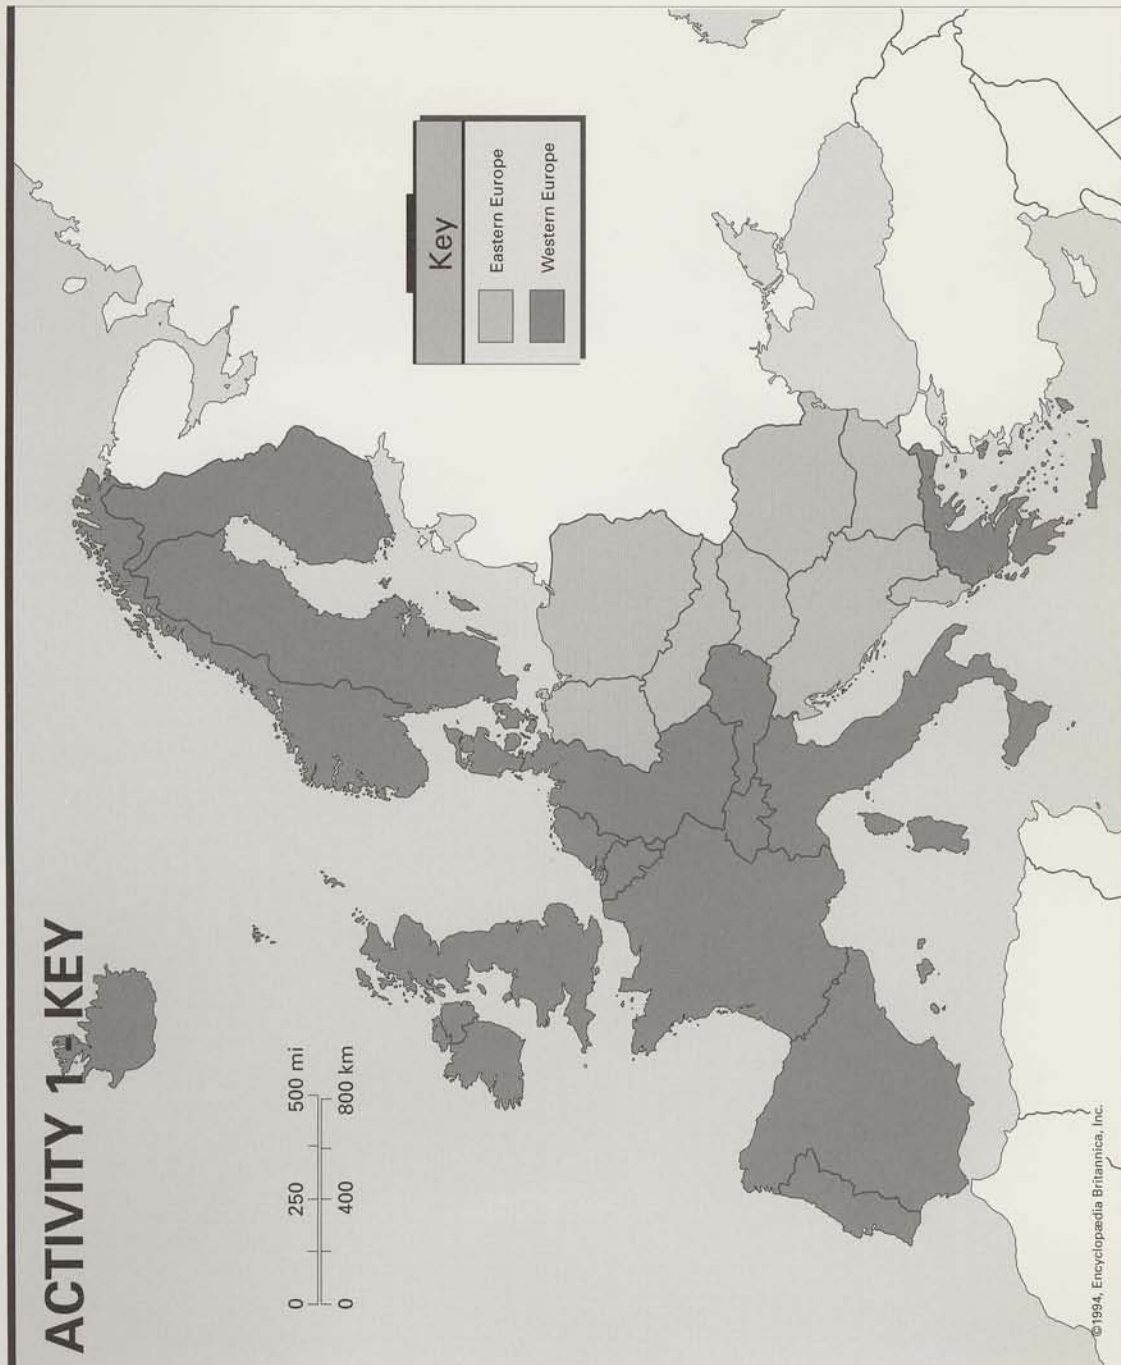 ACTIVITY 1 - KEY
Key
Eastern Europe
Western Europe
0 250 500 mi
0 400 800 km
©1994, Encyclopædia Britannica, Inc.